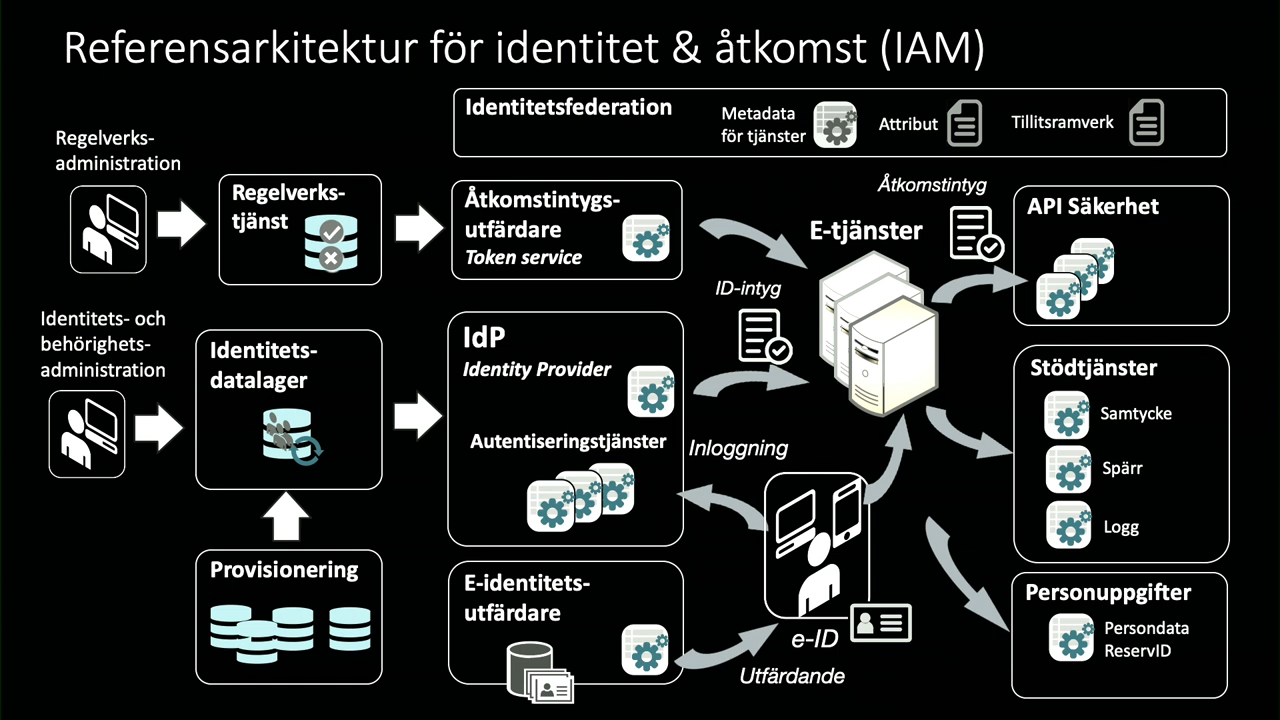 Referensarkitektur för identitet & åtkomst (IAM)
Identitetsfederation
Metadata
för tjänster
Attribut
Tillitsramverk
Regelverks-
administration
Regelverks-
tjänst
Åtkomstintygs-
utfärdare
Token service
E-tjänster
Åtkomstintyg
API Säkerhet
ID-intyg
Identitets- och
behörighets-
administration
Identitets-
datalager
IdP
Identity Provider
Autentiseringstjänster
Inloggning
Stödtjänster
Samtycke
Spärr
Logg
Provisionering
E-identitets-
utfärdare
e-ID
Utfärdande
Personuppgifter
Persondata
ReservID